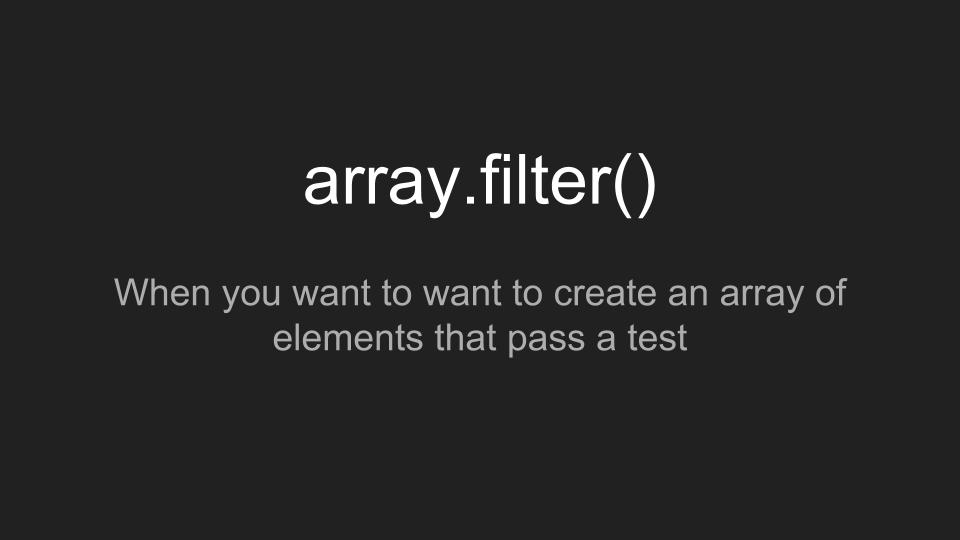 array.filter()
When you want to want to create an array of
elements that pass a test